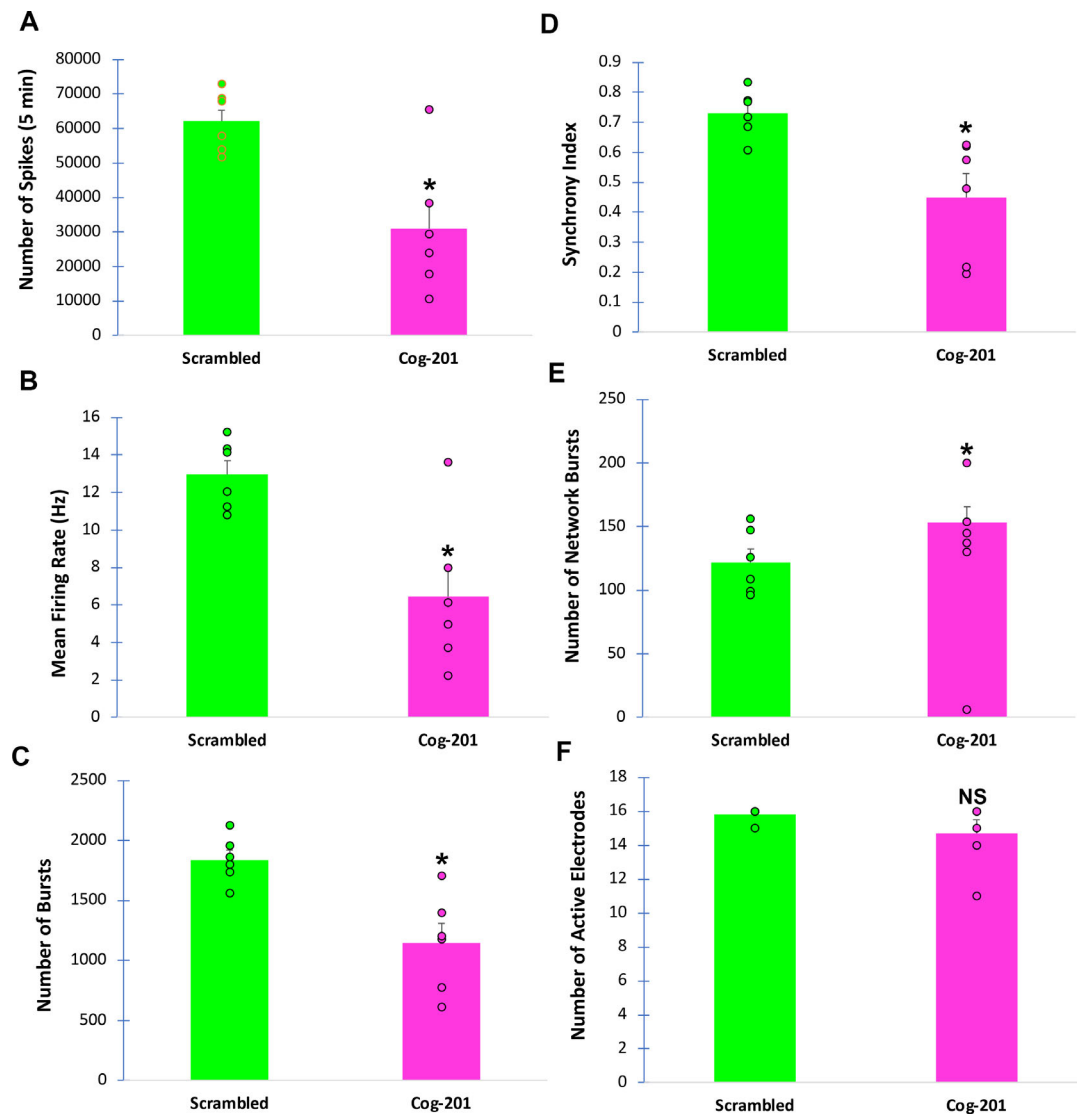 A
Number of Spikes (5 min)
80000
70000
60000
50000
40000
30000
20000
10000
0
*
Scrambled Cog-201
B
Mean Firing Rate (Hz)
16
14
12
10
8
6
4
2
0
*
Scrambled Cog-201
C
Number of Bursts
2500
2000
1500
1000
500
0
*
Scrambled Cog-201
D
Synchrony Index
0.9
0.8
0.7
0.6
0.5
0.4
0.3
0.2
0.1
0
*
Scrambled Cog-201
E
Number of Network Bursts
250
200
150
100
50
0
*
Scrambled Cog-201
F
Number of Active Electrodes
18
16
14
12
10
8
6
4
2
0
NS
Scrambled Cog-201